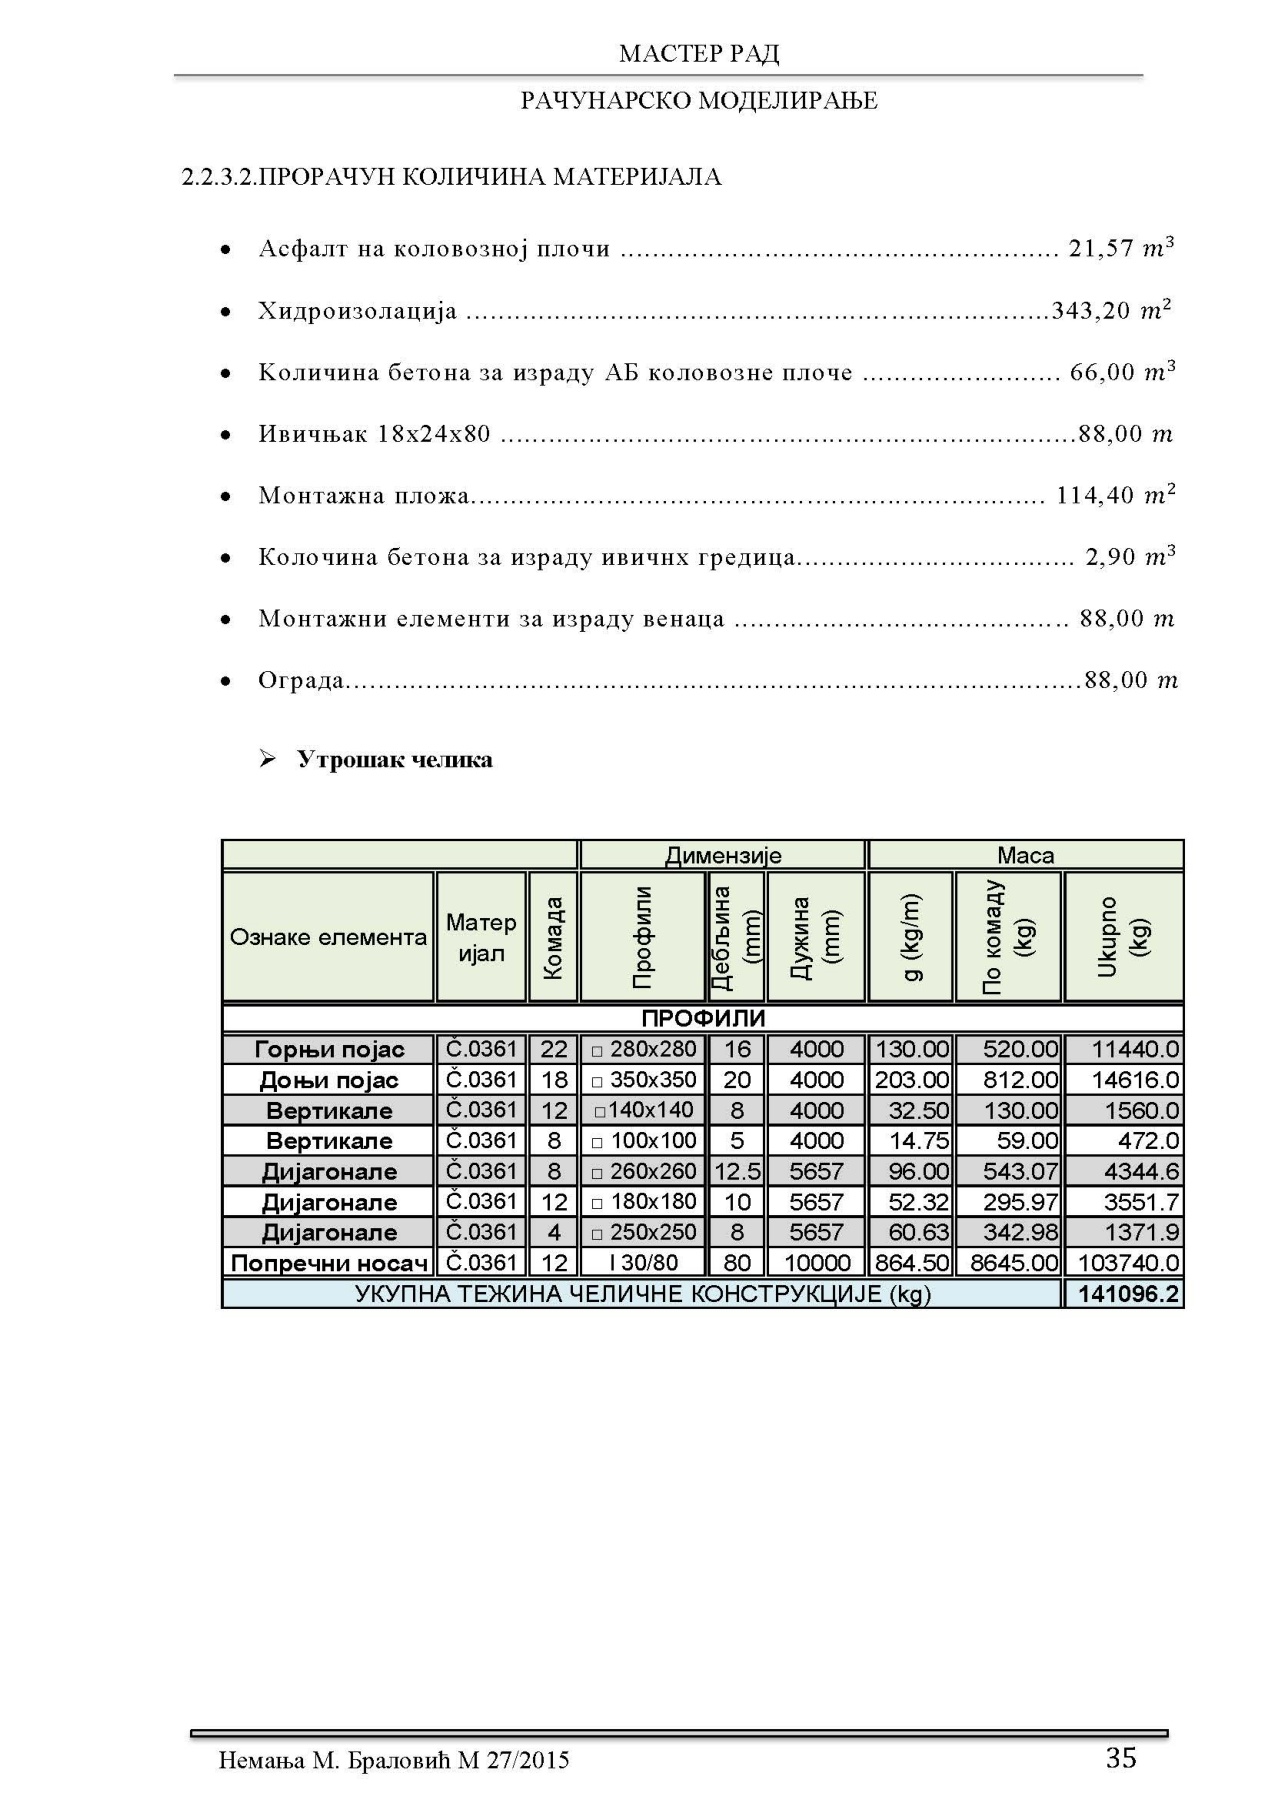 МАСТЕР РАД
РАЧУНАРСКО МОДЕЛИРАЊЕ
2.2.3.2.ПРОРАЧУН КОЛИЧИНА МАТЕРИЈАЛА
• Асфалт на коловозној плочи ....................................................... 21,57 m³
• Хидроизолација .........................................................................343,20 m²
• Количина бетона за израду АБ коловозне плоче ......................... 66,00 m³
• Ивичњак 18x24x80 ........................................................................88,00 m
• Монтажна пложа........................................................................ 114,40 m²
• Колочина бетона за израду ивичнх гредица................................... 2,90 m³
• Монтажни елементи за израду венаца .......................................... 88,00 m
• Ограда............................................................................................88,00 m
➢ Утрошак челика
Димензије Маса
Ознаке елемента Матер ијал Комада Профили Дебљина (mm) Дужина (mm) g (kg/m) По комаду (kg) Ukupno (kg)
ПРОФИЛИ
Горњи појас Č.0361 22 □ 280x280 16 4000 130.00 520.00 11440.0
Доњи појас Č.0361 18 □ 350x350 20 4000 203.00 812.00 14616.0
Вертикале Č.0361 12 □140x140 8 4000 32.50 130.00 1560.0
Вертикале Č.0361 8 □ 100x100 5 4000 14.75 59.00 472.0
Дијагонале Č.0361 8 □ 260x260 12.5 5657 96.00 543.07 4344.6
Дијагонале Č.0361 12 □ 180x180 10 5657 52.32 295.97 3551.7
Дијагонале Č.0361 4 □ 250x250 8 5657 60.63 342.98 1371.9
Попречни носач Č.0361 12 I 30/80 80 10000 864.50 8645.00 103740.0
УКУПНА ТЕЖИНА ЧЕЛИЧНЕ КОНСТРУКЦИЈЕ (kg) 141096.2
Немања М. Браловић М 27/2015 35